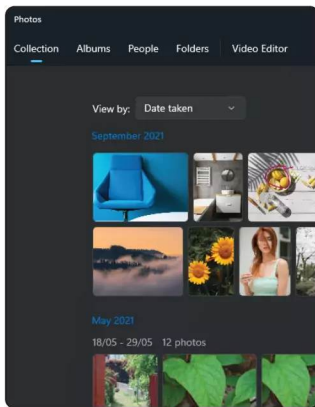 Photos
Collection Albums People Folders Video Editor
View by: Date taken
September 2021
May 2021
18/05 - 29/05 12 photos